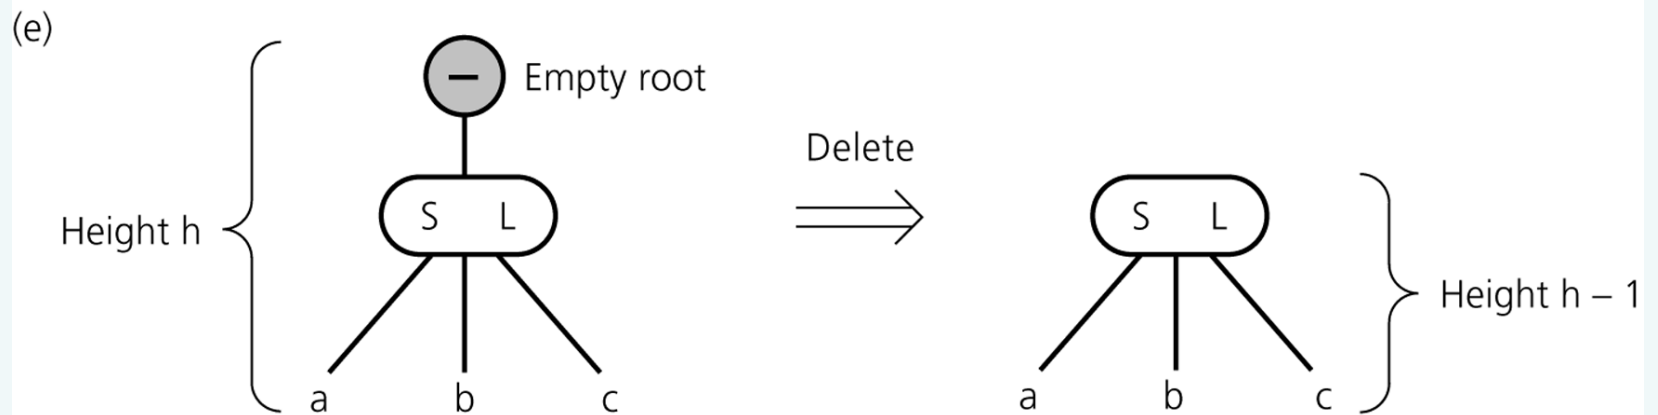 (e)
– Empty root
Delete
Height h
S L
S L
Height h – 1
a b c
a b c